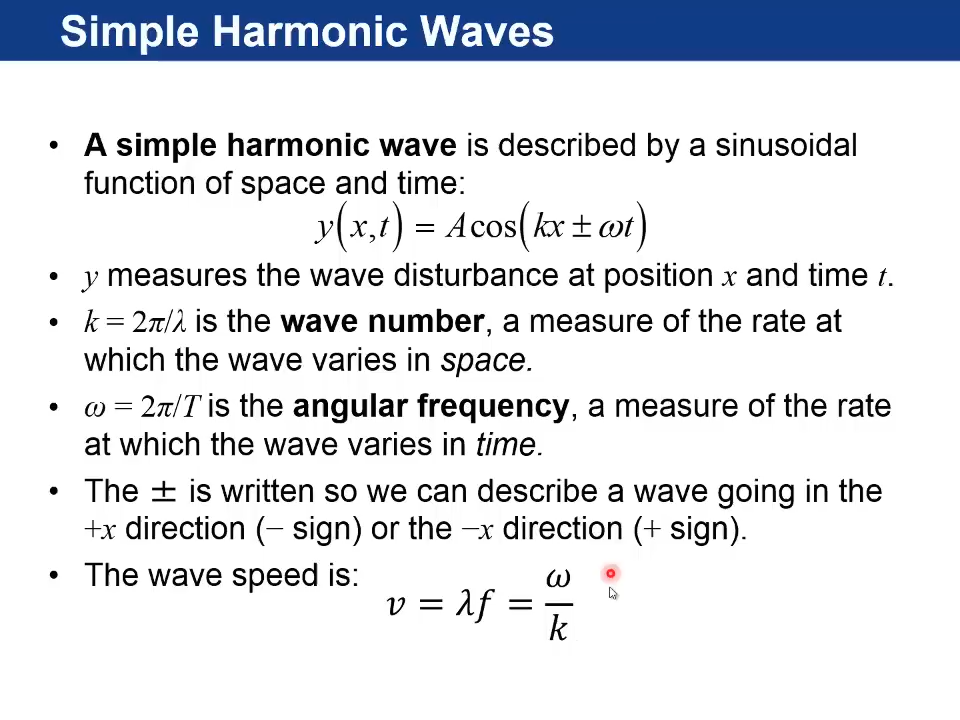 Simple Harmonic Waves
• A simple harmonic wave is described by a sinusoidal
function of space and time:
y(x,t) = A cos(kx ± ωt)
• y measures the wave disturbance at position x and time t.
• k = 2π/λ is the wave number, a measure of the rate at
which the wave varies in space.
• ω = 2π/T is the angular frequency, a measure of the rate
at which the wave varies in time.
• The ± is written so we can describe a wave going in the
+x direction (− sign) or the −x direction (+ sign).
• The wave speed is:
v = λf = ω/k